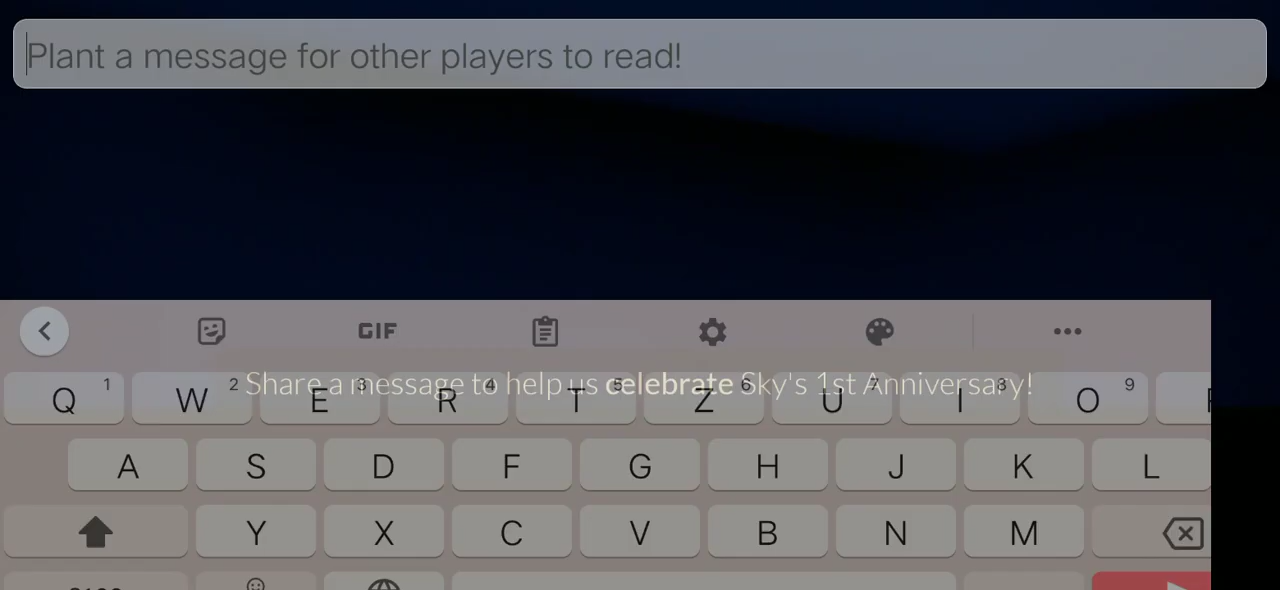 Plant a message for other players to read!
GIF
Share a message to help us celebrate Sky's 1st Anniversary!
Q 1 W 2 E 3 R 4 T 5 Z 6 U 7 I 8 O 9
A S D F G H J K L
Y X C V B N M